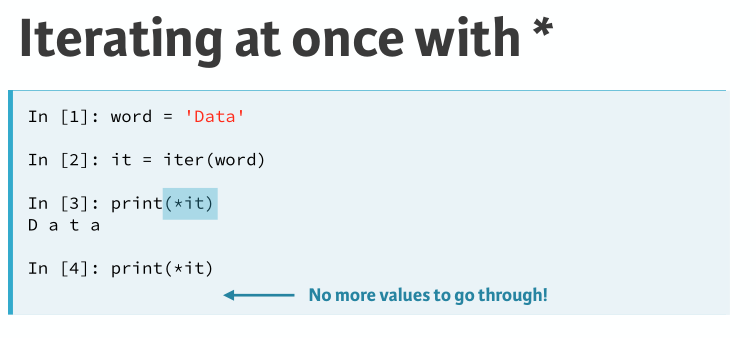 Iterating at once with *
In [1]: word = 'Data'
In [2]: it = iter(word)
In [3]: print(*it)
D a t a
In [4]: print(*it)
No more values to go through!